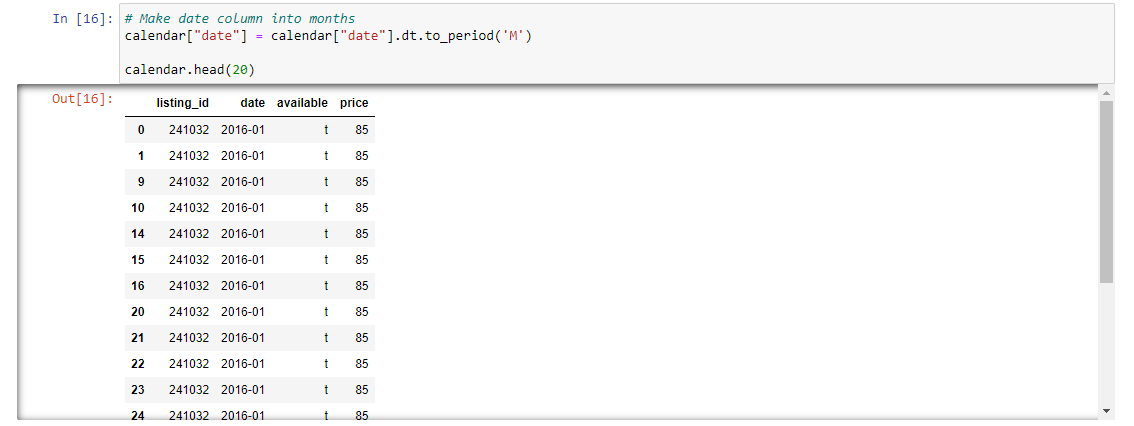 In [16]: # Make date column into months
calendar["date"] = calendar["date"].dt.to_period('M')
calendar.head(20)
Out[16]:
listing_id date available price
0 241032 2016-01 t 85
1 241032 2016-01 t 85
9 241032 2016-01 t 85
10 241032 2016-01 t 85
14 241032 2016-01 t 85
15 241032 2016-01 t 85
16 241032 2016-01 t 85
20 241032 2016-01 t 85
21 241032 2016-01 t 85
22 241032 2016-01 t 85
23 241032 2016-01 t 85
24 241032 2016-01 t 85